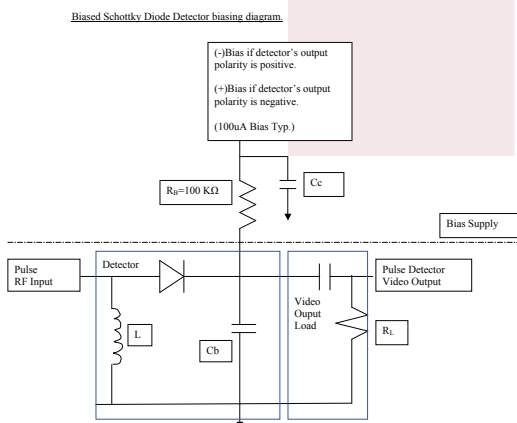 Biased Schottky Diode Detector biasing diagram.
(-)Bias if detector's output
polarity is positive.
(+)Bias if detector's output
polarity is negative.
(100uA Bias Typ.)
RB=100 KΩ
Cc
Bias Supply
Pulse
RF Input
Detector
Pulse Detector
Video Output
Video
Ouput
Load
L
Cb
RL